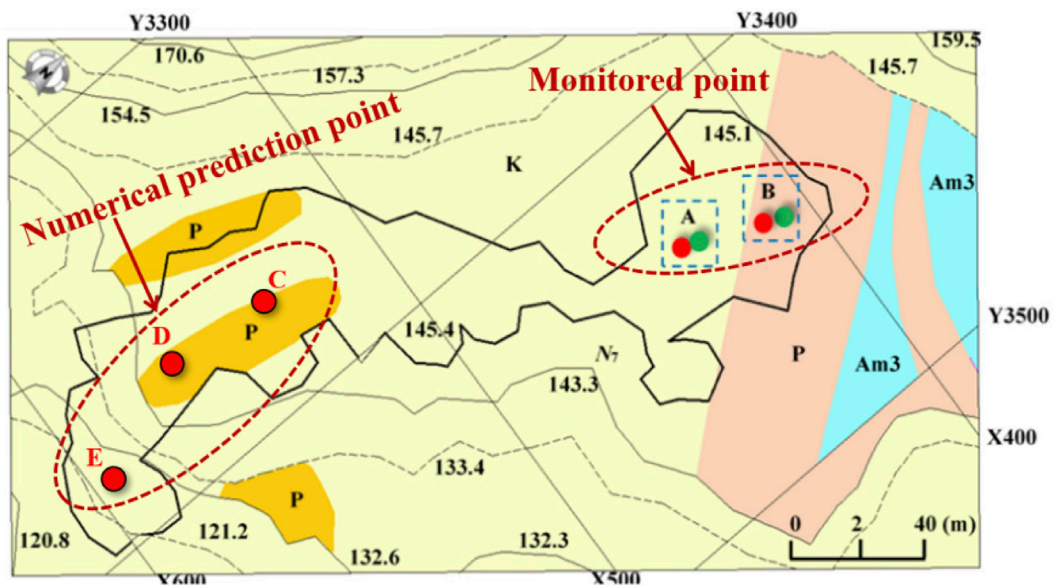 Y3300
Y3400
170.6
159.5
157.3
145.7
Monitored point
154.5
145.7
145.1
K
Numerical prediction point
Am3
B
A
P
C
Y3500
D
P
145.4
P
N7
Am3
143.3
X400
E
133.4
P
0 2 40 (m)
120.8
121.2
132.6
132.3
Y600
X500
N